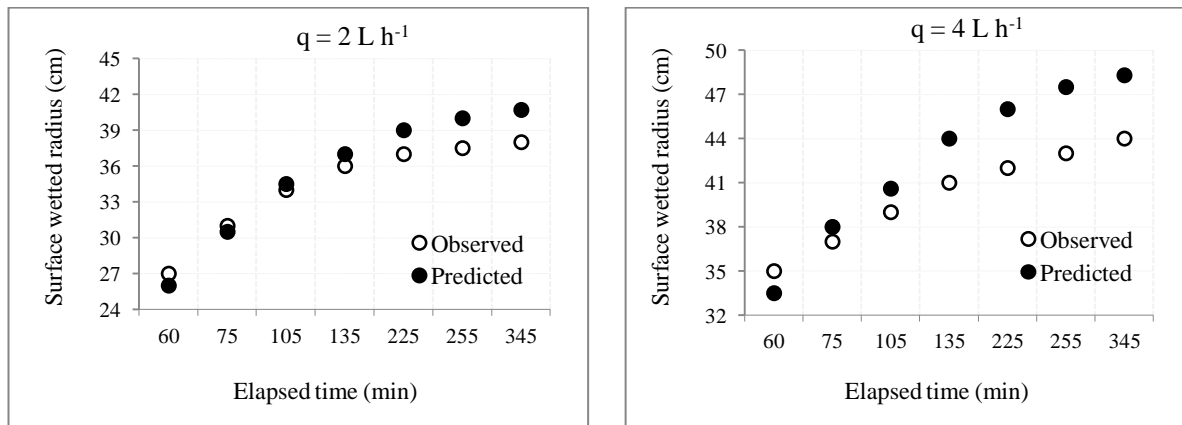 q = 2 L h⁻¹
Surface wetted radius (cm)
45
42
39
36
33
30
27
24
Observed
Predicted
60 75 105 135 225 255 345
Elapsed time (min)
q = 4 L h⁻¹
Surface wetted radius (cm)
50
47
44
41
38
35
32
Observed
Predicted
60 75 105 135 225 255 345
Elapsed time (min)